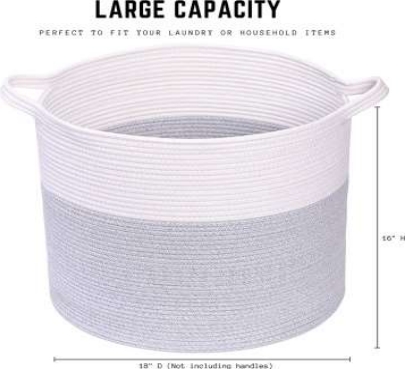 LARGE CAPACITY
PERFECT TO FIT YOUR LAUNDRY OR HOUSEHOLD ITEMS
16" H
18" D (Not including handles)